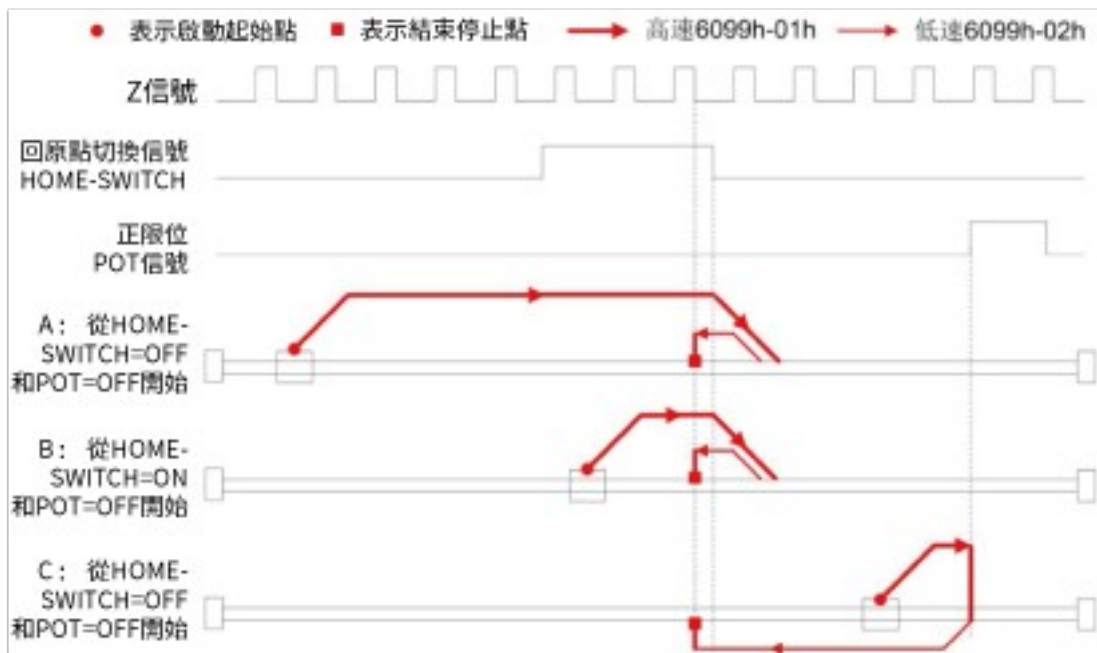 表示啟動起始點 表示結束停止點 高速6099h-01h 低速6099h-02h
Z信號
回原點切換信號
HOME-SWITCH
正限位
POT信號
A： 從HOME-
SWITCH=OFF
和POT=OFF開始
B： 從HOME-
SWITCH=ON
和POT=OFF開始
C： 從HOME-
SWITCH=OFF
和POT=OFF開始